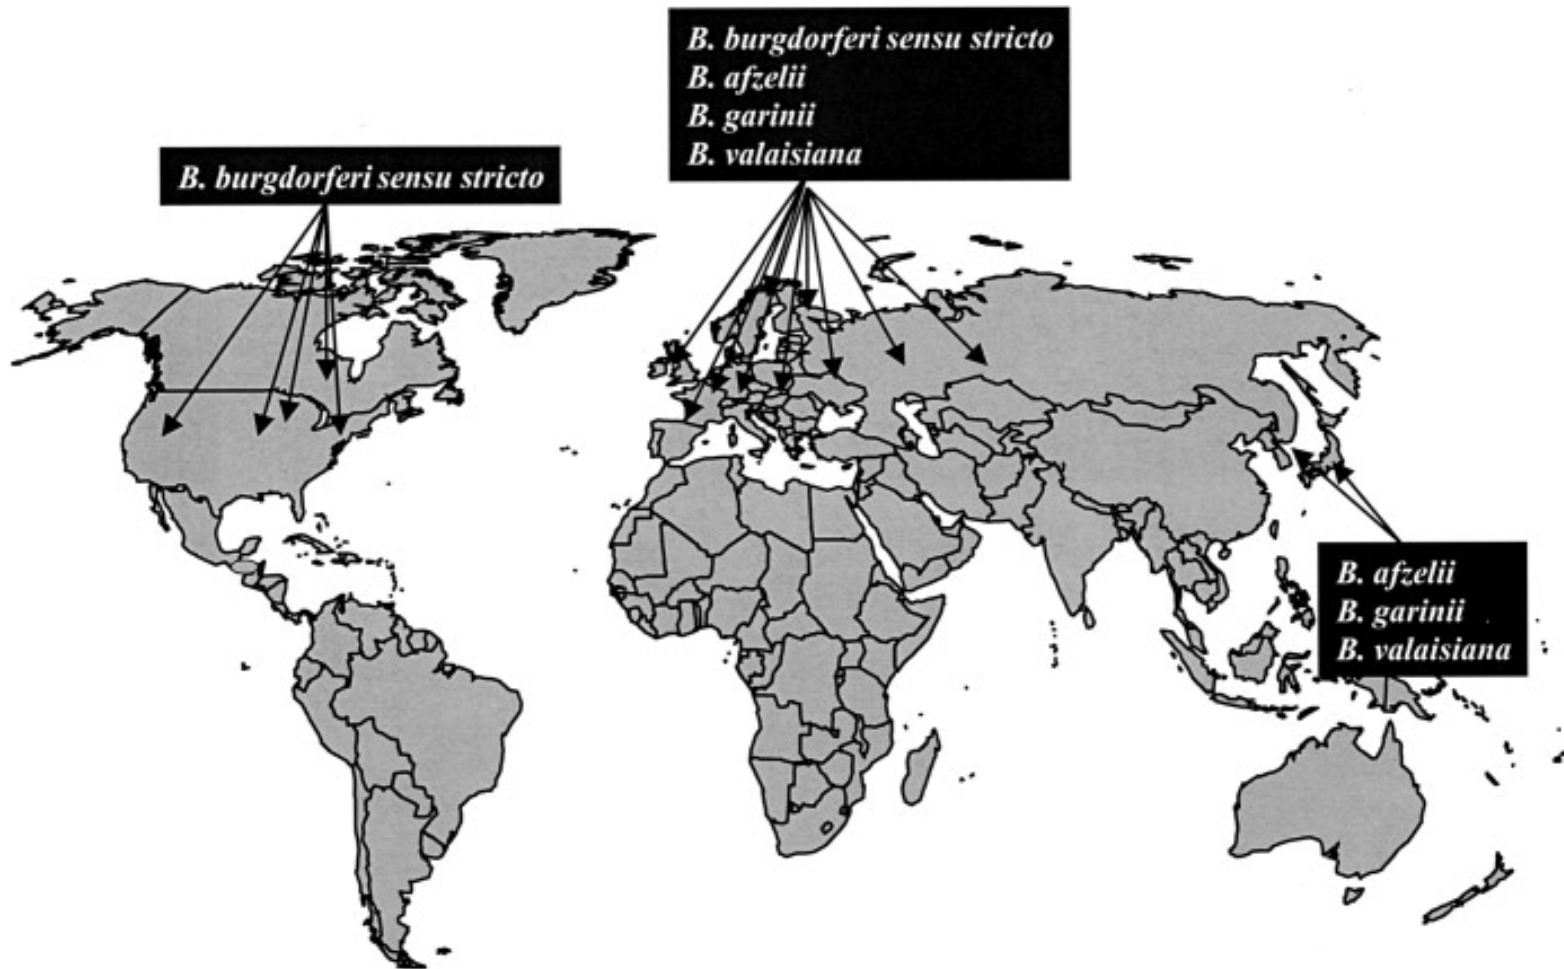 B. burgdorferi sensu stricto
B. afzelii
B. garinii
B. valaisiana
B. burgdorferi sensu stricto
B. afzelii
B. garinii
B. valaisiana